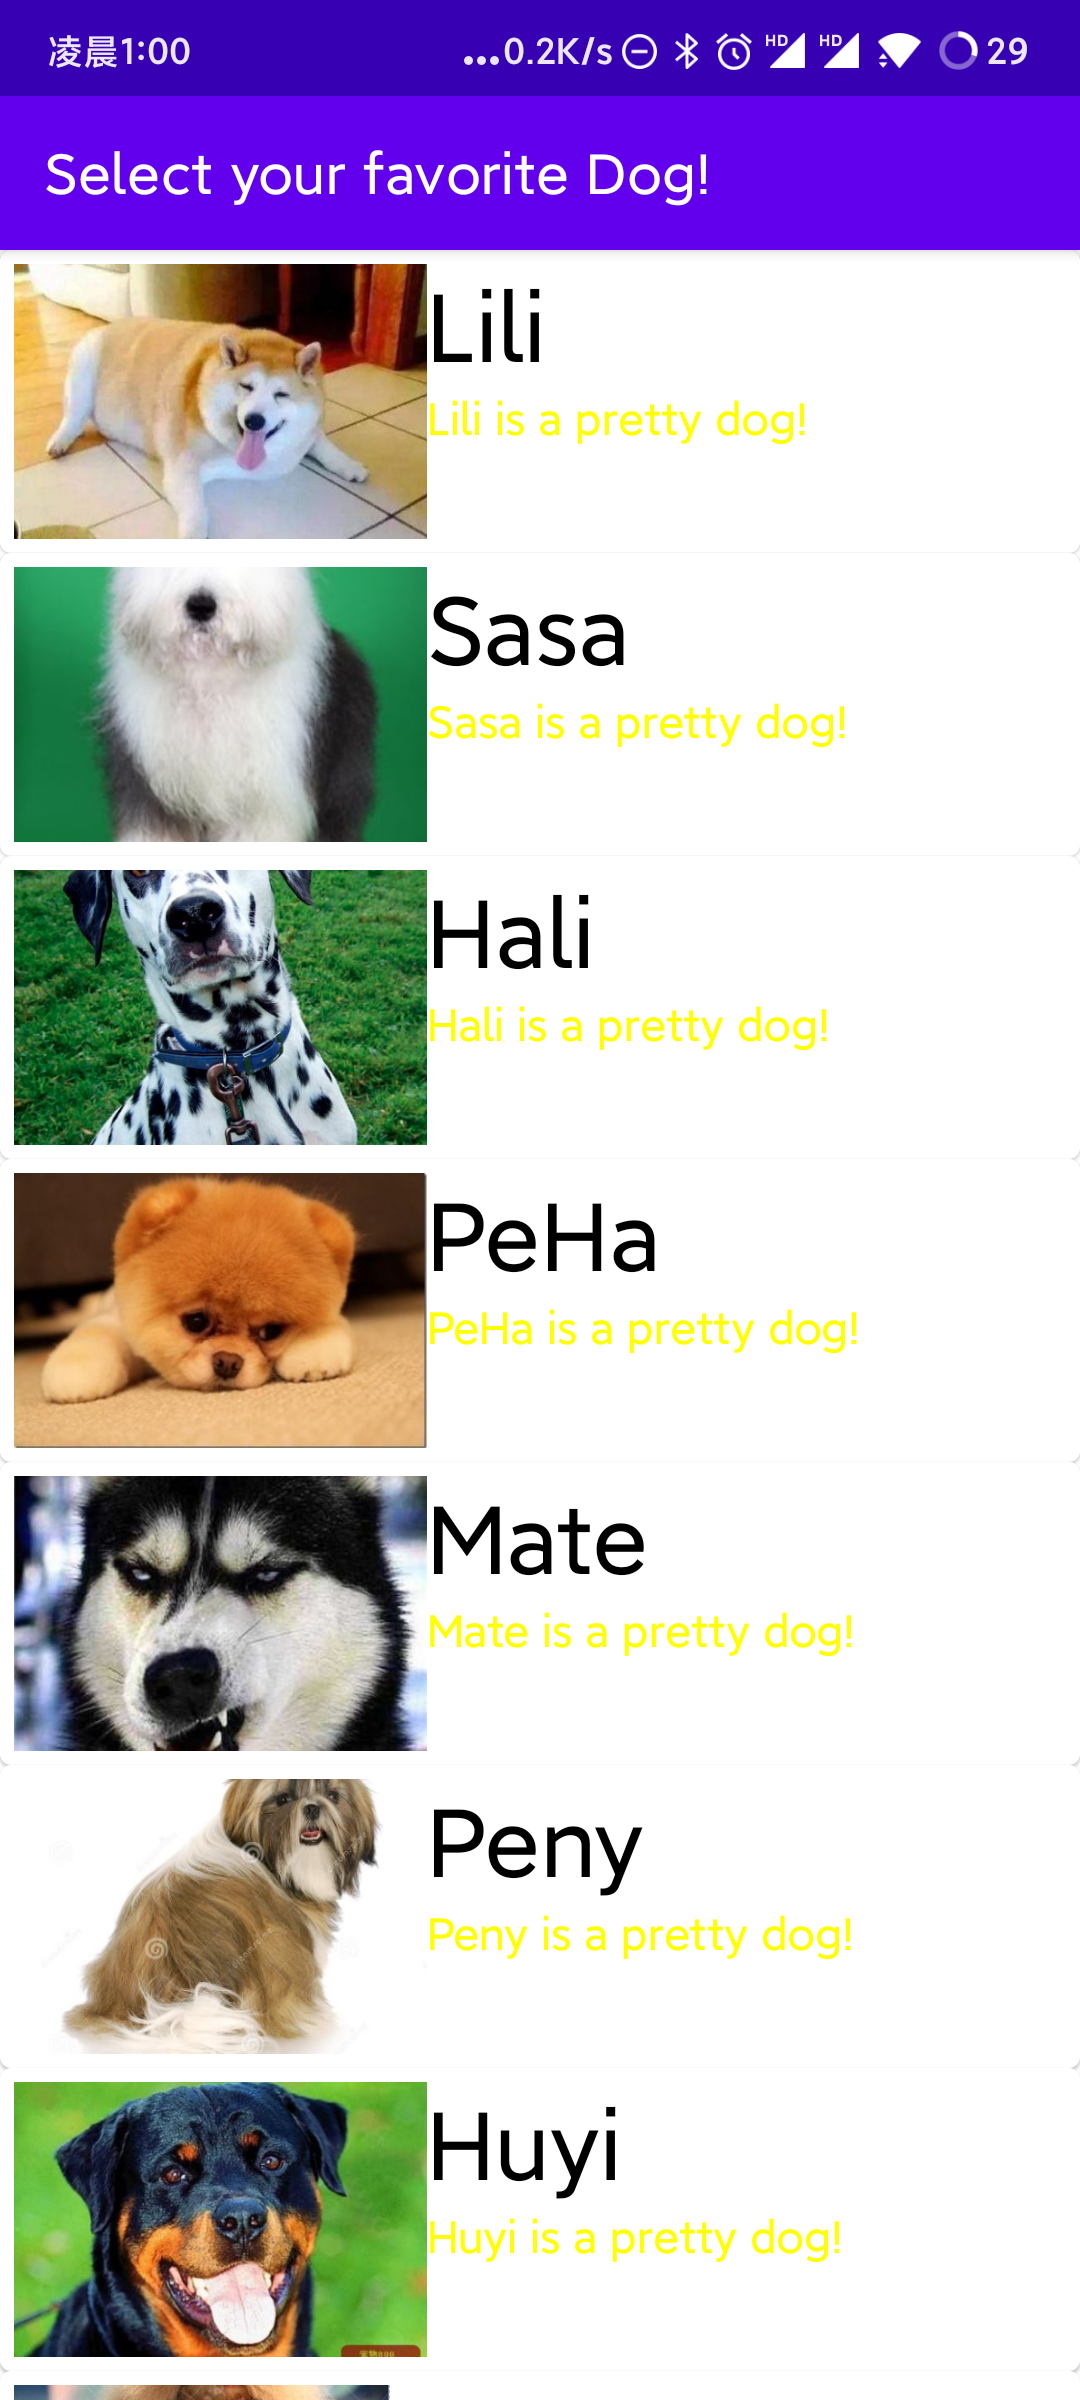 凌晨1:00 ...0.2K/s HD HD 29
Select your favorite Dog!
Lili
Lili is a pretty dog!
Sasa
Sasa is a pretty dog!
Hali
Hali is a pretty dog!
PeHa
PeHa is a pretty dog!
Mate
Mate is a pretty dog!
Peny
Peny is a pretty dog!
Huyi
Huyi is a pretty dog!